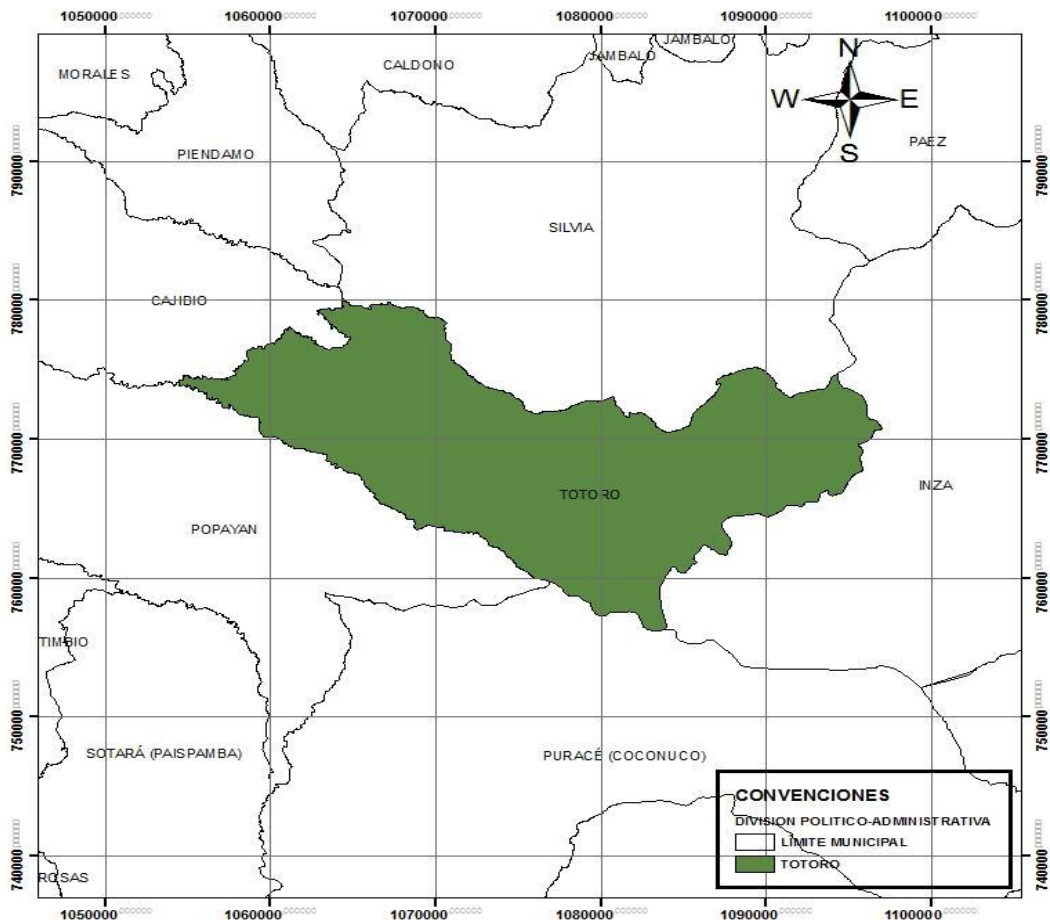 1050000 1060000 1070000 1080000 1090000 1100000
JAMBALO
JAMBALO
N
CALDONO
MORALES
W E
S
PAEZ
PIENDAMO
790000 790000
SILVIA
780000 780000
CAJIBIO
770000 770000
TOTORO
INZA
POPAYAN
760000 760000
TIMBIO
750000 750000
SOTARÁ (PAISPAMBA)
PURACÉ (COCONUCO)
CONVENCIONES
DIVISION POLITICO-ADMINISTRATIVA
LÍMITE MUNICIPAL
TOTORO
740000 740000
ROSAS
1050000 1060000 1070000 1080000 1090000 1100000